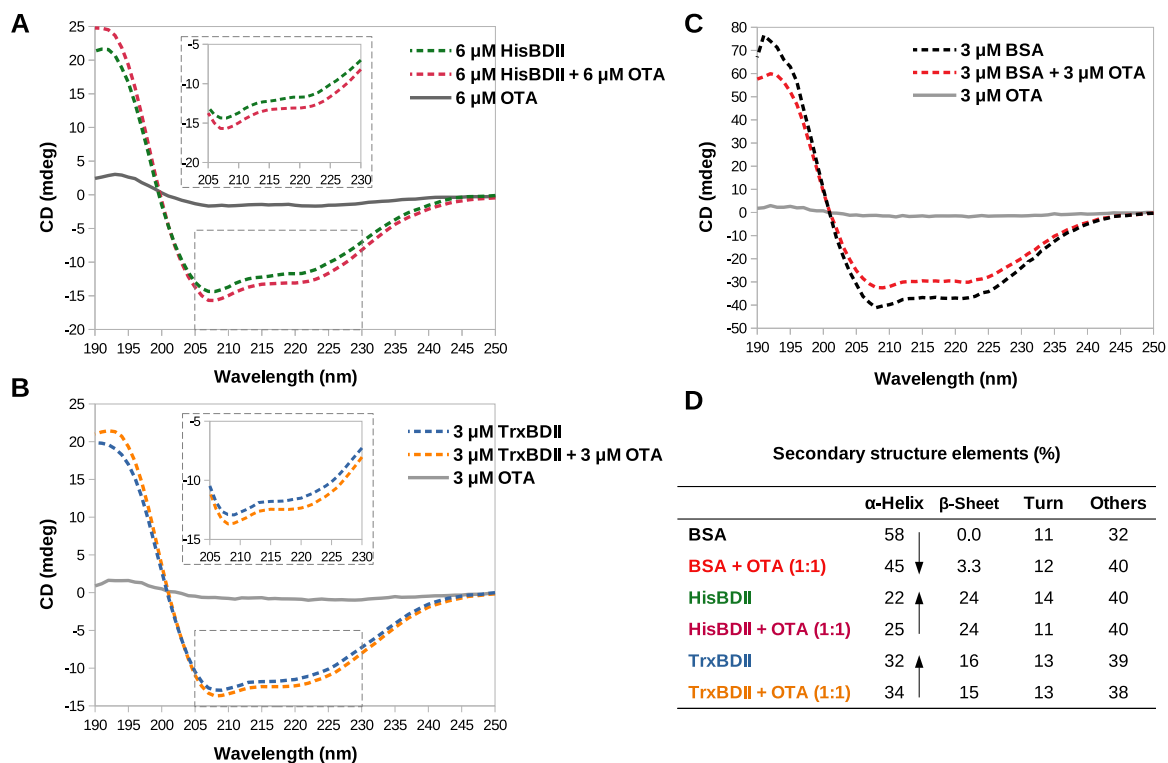 A
CD (mdeg)
25
20
15
10
5
0
-5
-10
-15
-20
190 195 200 205 210 215 220 225 230 235 240 245 250
Wavelength (nm)
-5
-10
-15
-20
205 210 215 220 225 230
6 µM HisBDII
6 µM HisBDII + 6 µM OTA
6 µM OTA
B
CD (mdeg)
25
20
15
10
5
0
-5
-10
-15
190 195 200 205 210 215 220 225 230 235 240 245 250
Wavelength (nm)
-5
-10
-15
205 210 215 220 225 230
3 µM TrxBDII
3 µM TrxBDII + 3 µM OTA
3 µM OTA
C
CD (mdeg)
80
70
60
50
40
30
20
10
0
-10
-20
-30
-40
-50
190 195 200 205 210 215 220 225 230 235 240 245 250
Wavelength (nm)
3 µM BSA
3 µM BSA + 3 µM OTA
3 µM OTA
D
Secondary structure elements (%)
α-Helix β-Sheet Turn Others
BSA 58 0.0 11 32
BSA + OTA (1:1) 45 3.3 12 40
HisBDII 22 24 14 40
HisBDII + OTA (1:1) 25 24 11 40
TrxBDII 32 16 13 39
TrxBDII + OTA (1:1) 34 15 13 38